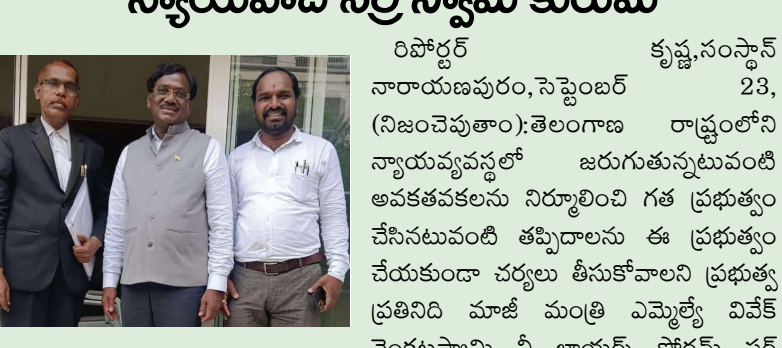 న్యాయవాది సిర్ర స్వామి కురుమ
రిపోర్టర్ కృష్ణ,సంస్థాన్
నారాయణపురం,సెప్టెంబర్ 23,
(నిజంచెపుతాం):తెలంగాణ రాష్ట్రంలోని
న్యాయవ్యవస్థలో జరుగుతున్నటువంటి
అవకతవకలను నిర్మూలించి గత ప్రభుత్వం
చేసినటువంటి తప్పిదాలను ఈ ప్రభుత్వం
చేయకుండా చర్యలు తీసుకోవాలని ప్రభుత్వ
ప్రతినిది మాజీ మంత్రి ఎమ్మెల్యే వివేక్